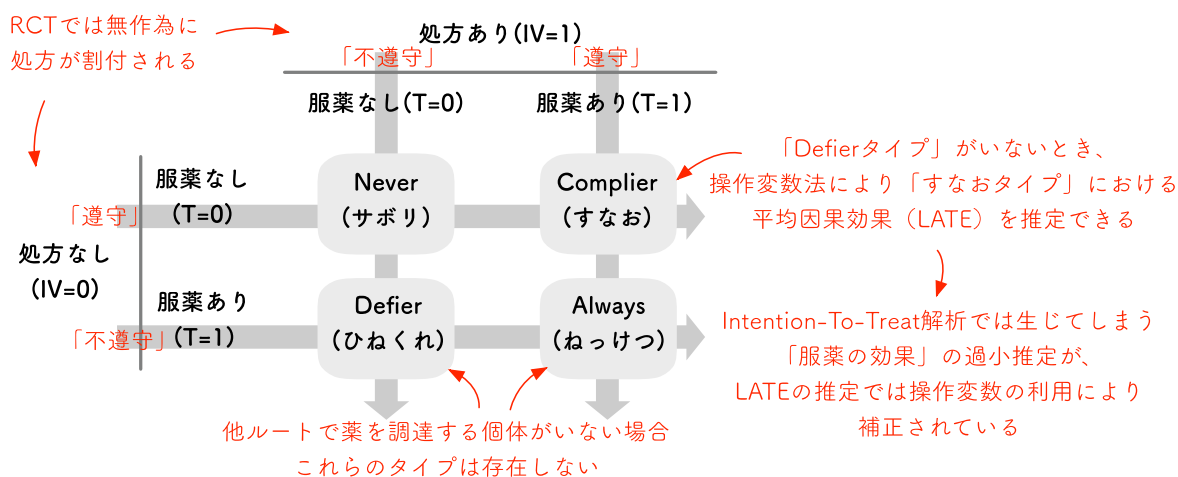 RCTでは無作為に
処方が割付される
処方あり(IV=1)
「不遵守」
「遵守」
服薬なし(T=0)
服薬あり(T=1)
服薬なし
(T=0)
「遵守」
処方なし
(IV=0)
服薬あり
(T=1)
「不遵守」
Never
(サボリ)
Complier
(すなお)
Defier
(ひねくれ)
Always
(ねっけつ)
「Defierタイプ」がいないとき、
操作変数法により「すなおタイプ」における
平均因果効果（LATE）を推定できる
Intention-To-Treat解析では生じてしまう
「服薬の効果」の過小推定が、
LATEの推定では操作変数の利用により
補正されている
他ルートで薬を調達する個体がいない場合
これらのタイプは存在しない